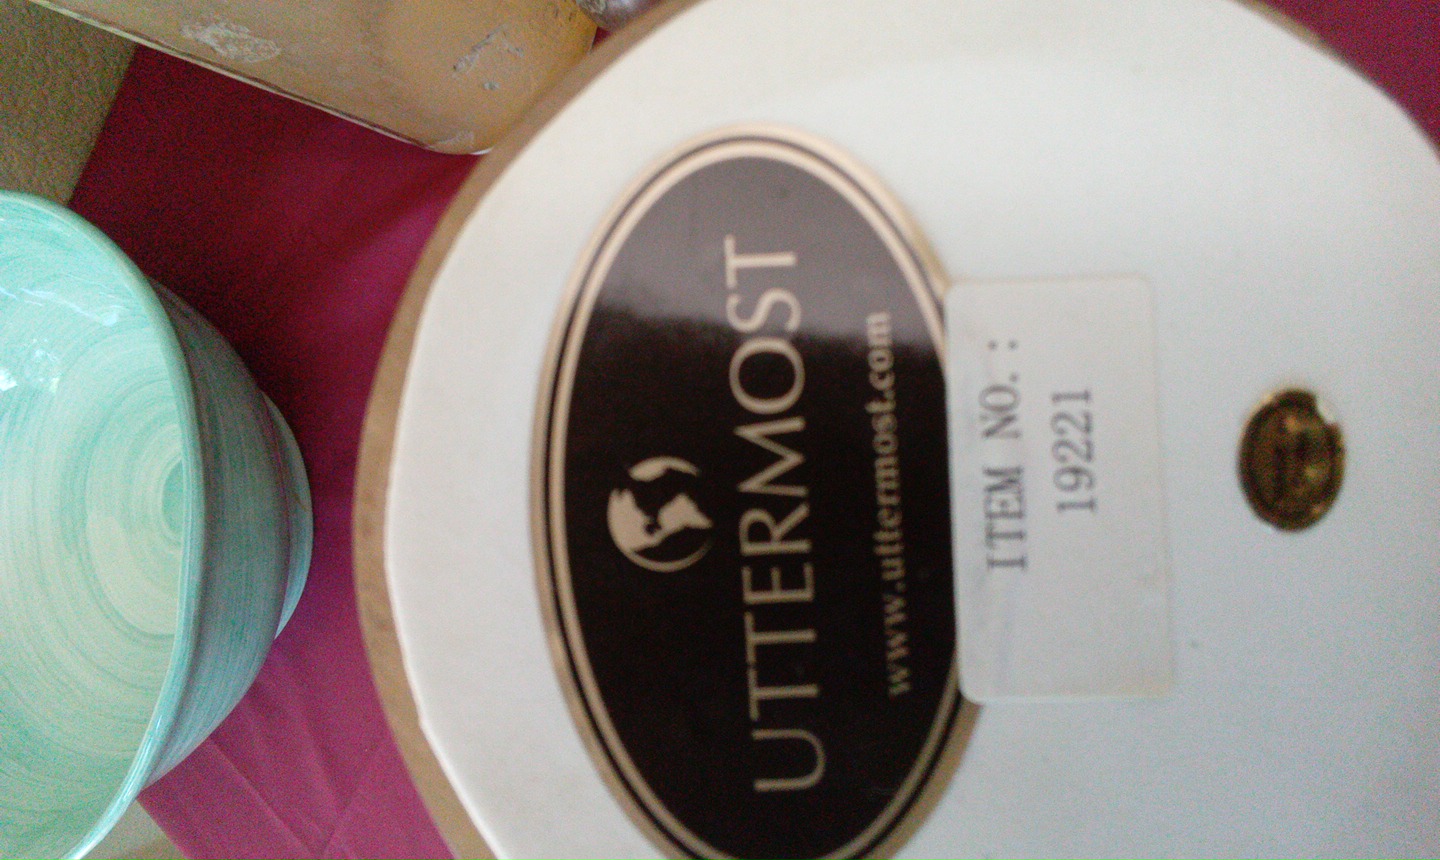 UTTERMOST
www.uttermost.com
ITEM NO. :
19221